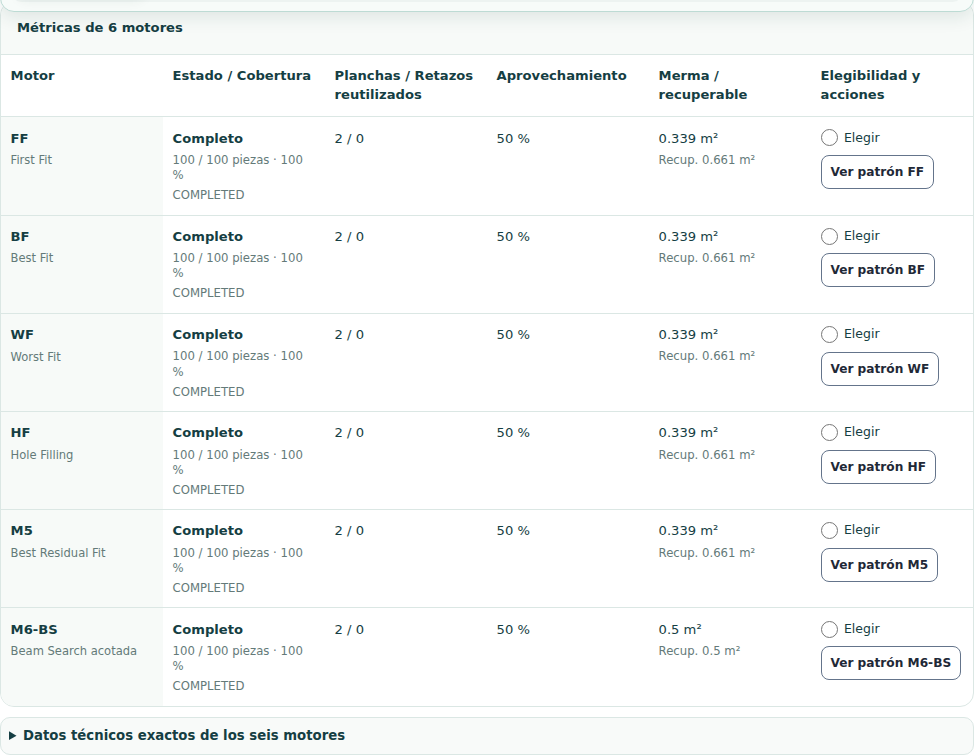 Métricas de 6 motores
Motor
Estado / Cobertura
Planchas / Retazos
reutilizados
Aprovechamiento
Merma /
recuperable
Elegibilidad y
acciones
FF
First Fit
Completo
100 / 100 piezas · 100
%
COMPLETED
2 / 0
50 %
0.339 m²
Recup. 0.661 m²
Elegir
Ver patrón FF
BF
Best Fit
Completo
100 / 100 piezas · 100
%
COMPLETED
2 / 0
50 %
0.339 m²
Recup. 0.661 m²
Elegir
Ver patrón BF
WF
Worst Fit
Completo
100 / 100 piezas · 100
%
COMPLETED
2 / 0
50 %
0.339 m²
Recup. 0.661 m²
Elegir
Ver patrón WF
HF
Hole Filling
Completo
100 / 100 piezas · 100
%
COMPLETED
2 / 0
50 %
0.339 m²
Recup. 0.661 m²
Elegir
Ver patrón HF
M5
Best Residual Fit
Completo
100 / 100 piezas · 100
%
COMPLETED
2 / 0
50 %
0.339 m²
Recup. 0.661 m²
Elegir
Ver patrón M5
M6-BS
Beam Search acotada
Completo
100 / 100 piezas · 100
%
COMPLETED
2 / 0
50 %
0.5 m²
Recup. 0.5 m²
Elegir
Ver patrón M6-BS
Datos técnicos exactos de los seis motores